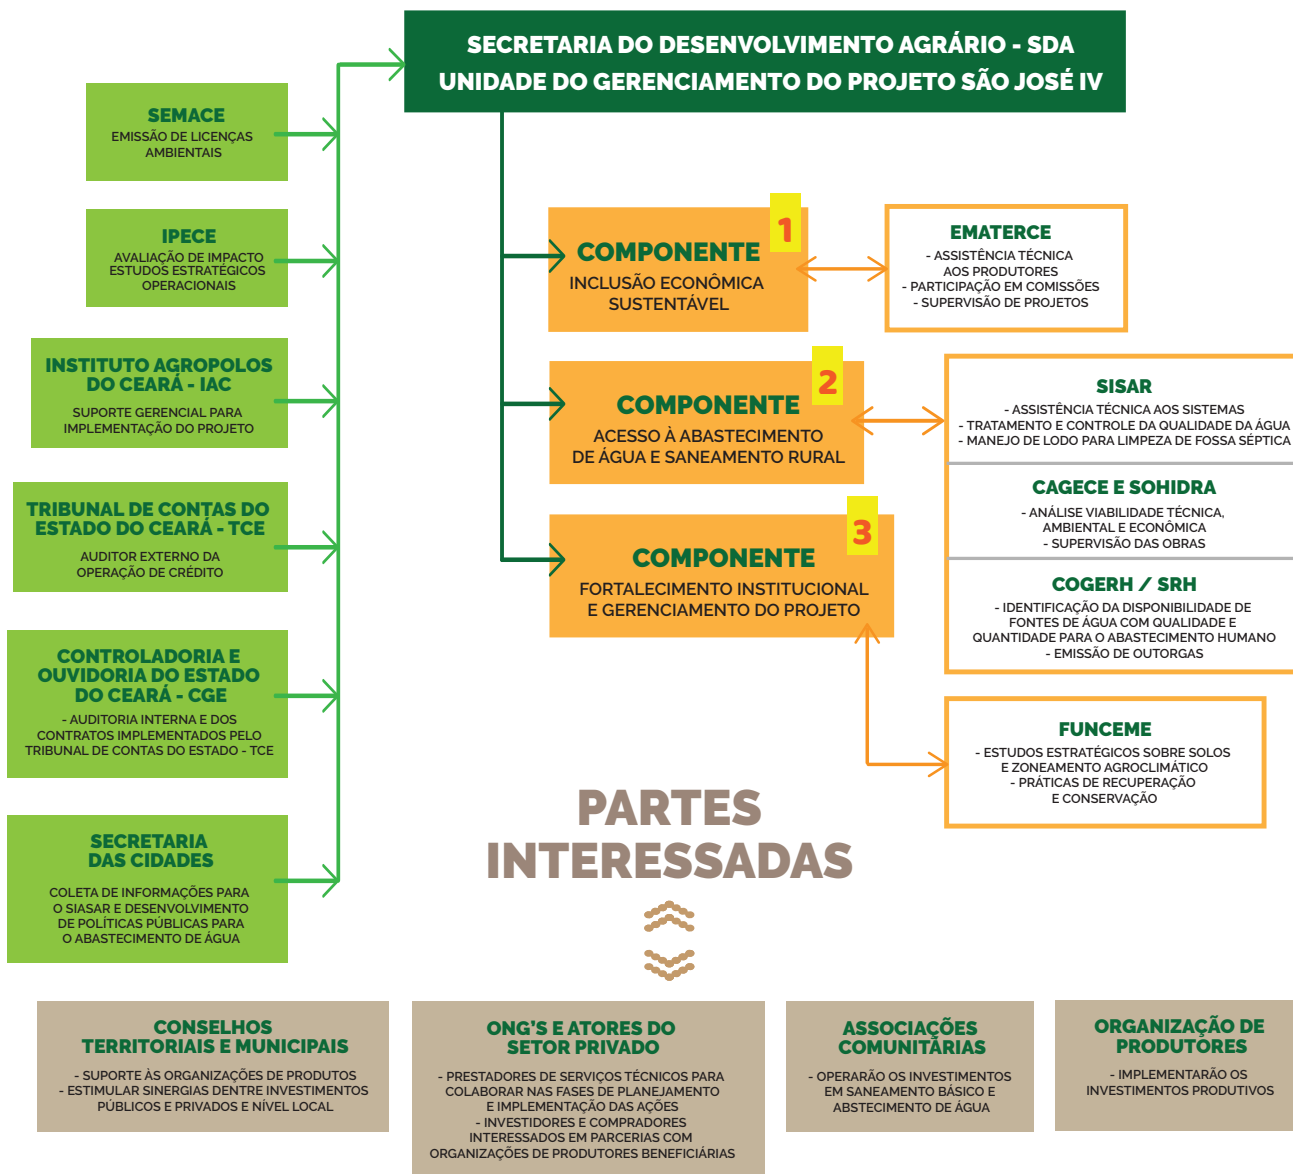 SECRETARIA DO DESENVOLVIMENTO AGRÁRIO - SDA
UNIDADE DO GERENCIAMENTO DO PROJETO SÃO JOSÉ IV
SEMACE
EMISSÃO DE LICENÇAS
AMBIENTAIS
IPECE
AVALIAÇÃO DE IMPACTO
ESTUDOS ESTRATÉGICOS
OPERACIONAIS
INSTITUTO AGROPOLOS
DO CEARÁ - IAC
SUPORTE GERENCIAL PARA
IMPLEMENTAÇÃO DO PROJETO
TRIBUNAL DE CONTAS DO
ESTADO DO CEARÁ - TCE
AUDITOR EXTERNO DA
OPERAÇÃO DE CRÉDITO
CONTROLADORIA E
OUVIDORIA DO ESTADO
DO CEARÁ - CGE
- AUDITORIA INTERNA E DOS
CONTRATOS IMPLEMENTADOS PELO
TRIBUNAL DE CONTAS DO ESTADO - TCE
SECRETARIA
DAS CIDADES
COLETA DE INFORMAÇÕES PARA
O SIASAR E DESENVOLVIMENTO
DE POLÍTICAS PÚBLICAS PARA
O ABASTECIMENTO DE ÁGUA
1
COMPONENTE
INCLUSÃO ECONÔMICA
SUSTENTÁVEL
EMATERCE
- ASSISTÊNCIA TÉCNICA
AOS PRODUTORES
- PARTICIPAÇÃO EM COMISSÕES
- SUPERVISÃO DE PROJETOS
2
COMPONENTE
ACESSO À ABASTECIMENTO
DE ÁGUA E SANEAMENTO RURAL
SISAR
- ASSISTÊNCIA TÉCNICA AOS SISTEMAS
- TRATAMENTO E CONTROLE DA QUALIDADE DA ÁGUA
- MANEJO DE LODO PARA LIMPEZA DE FOSSA SÉPTICA
CAGECE E SOHIDRA
- ANÁLISE VIABILIDADE TÉCNICA,
AMBIENTAL E ECONÔMICA
- SUPERVISÃO DAS OBRAS
COGERH / SRH
- IDENTIFICAÇÃO DA DISPONIBILIDADE DE
FONTES DE ÁGUA COM QUALIDADE E
QUANTIDADE PARA O ABASTECIMENTO HUMANO
- EMISSÃO DE OUTORGAS
3
COMPONENTE
FORTALECIMENTO INSTITUCIONAL
E GERENCIAMENTO DO PROJETO
FUNCEME
- ESTUDOS ESTRATÉGICOS SOBRE SOLOS
E ZONEAMENTO AGROCLIMÁTICO
- PRÁTICAS DE RECUPERAÇÃO
E CONSERVAÇÃO
PARTES
INTERESSADAS
CONSELHOS
TERRITORIAIS E MUNICIPAIS
- SUPORTE ÀS ORGANIZAÇÕES DE PRODUTOS
- ESTIMULAR SINERGIAS DENTRE INVESTIMENTOS
PÚBLICOS E PRIVADOS E NÍVEL LOCAL
ONG'S E ATORES DO
SETOR PRIVADO
- PRESTADORES DE SERVIÇOS TÉCNICOS PARA
COLABORAR NAS FASES DE PLANEJAMENTO
E IMPLEMENTAÇÃO DAS AÇÕES
- INVESTIDORES E COMPRADORES
INTERESSADOS EM PARCERIAS COM
ORGANIZAÇÕES DE PRODUTORES BENEFICIÁRIAS
ASSOCIAÇÕES
COMUNITÁRIAS
- OPERARÃO OS INVESTIMENTOS
EM SANEAMENTO BÁSICO E
ABSTECIMENTO DE ÁGUA
ORGANIZAÇÃO DE
PRODUTORES
- IMPLEMENTARÃO OS
INVESTIMENTOS PRODUTIVOS